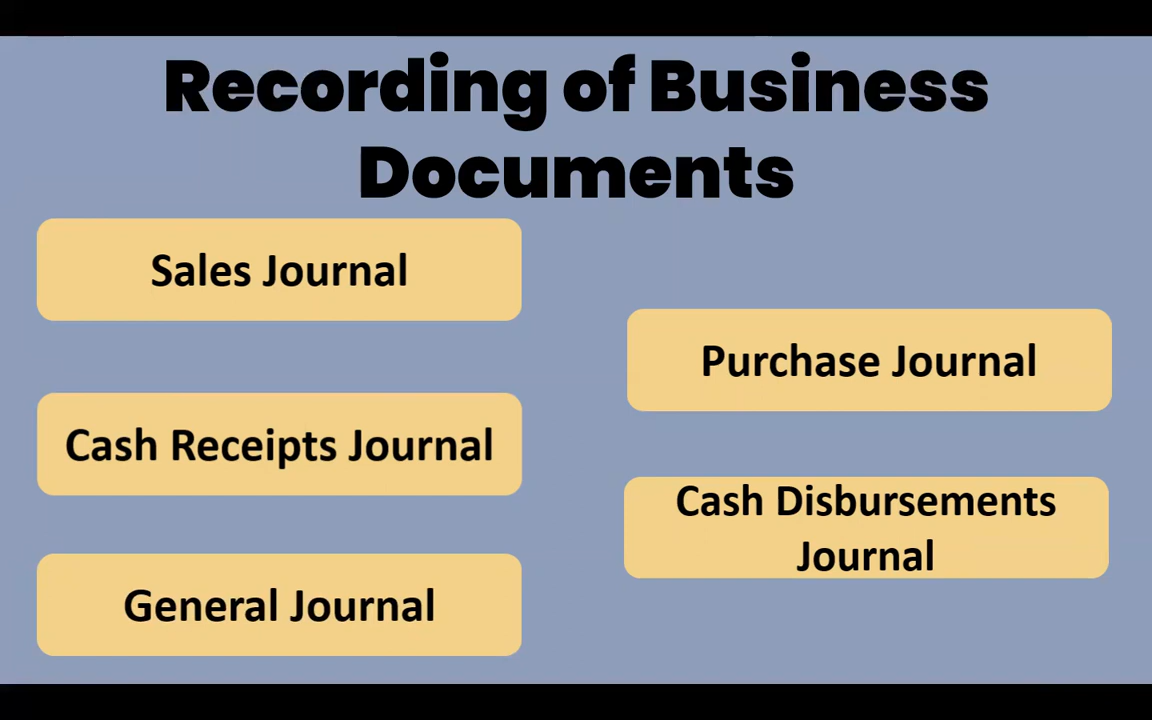 Recording of Business
Documents
Sales Journal
Purchase Journal
Cash Receipts Journal
Cash Disbursements
Journal
General Journal